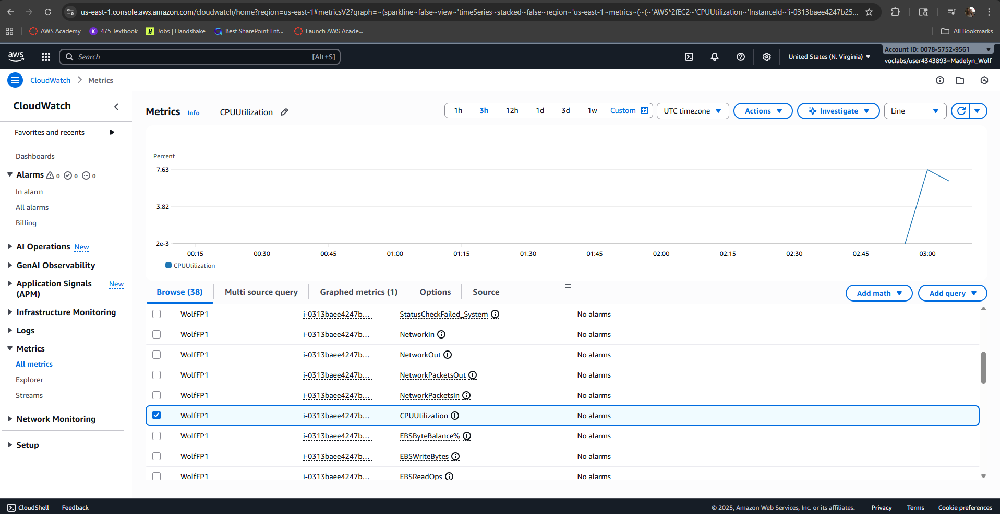 us-east-1.console.aws.amazon.com/cloudwatch/home?region=us-east-1#metricsV2?graph=~(sparkline~false~view~'timeSeries~stacked~false~region~'us-east-1~metrics~(~(~'AWS*2fEC2~'CPUUtilization~'InstanceId~'i-0313baee4247b25...
AWS Academy
K 475 Textbook
H Jobs | Handshake
Best SharePoint Ent...
Launch AWS Acade...
All Bookmarks
aws
Search
[Alt+S]
United States (N. Virginia)
Account ID: 0078-5752-9561
voclabs/user4343893=Madelyn_Wolf
CloudWatch
Metrics
CloudWatch
Favorites and recents
Dashboards
Alarms 0 0 0
In alarm
All alarms
Billing
AI Operations New
GenAI Observability
Application Signals New
(APM)
Infrastructure Monitoring
Logs
Metrics
All metrics
Explorer
Streams
Network Monitoring
Setup
Metrics Info CPUUtilization
1h 3h 12h 1d 3d 1w Custom
UTC timezone
Actions
Investigate
Line
Percent
7.63
3.82
2e-3
00:15 00:30 00:45 01:00 01:15 01:30 01:45 02:00 02:15 02:30 02:45 03:00
CPUUtilization
Browse (38) Multi source query Graphed metrics (1) Options Source
Add math
Add query
WolfFP1 i-0313baee4247b... StatusCheckFailed_System No alarms
WolfFP1 i-0313baee4247b... NetworkIn No alarms
WolfFP1 i-0313baee4247b... NetworkOut No alarms
WolfFP1 i-0313baee4247b... NetworkPacketsOut No alarms
WolfFP1 i-0313baee4247b... NetworkPacketsIn No alarms
WolfFP1 i-0313baee4247b... CPUUtilization No alarms
WolfFP1 i-0313baee4247b... EBSByteBalance% No alarms
WolfFP1 i-0313baee4247b... EBSWriteBytes No alarms
WolfFP1 i-0313baee4247b... EBSReadOps No alarms
CloudShell Feedback
© 2025, Amazon Web Services, Inc. or its affiliates. Privacy Terms Cookie preferences